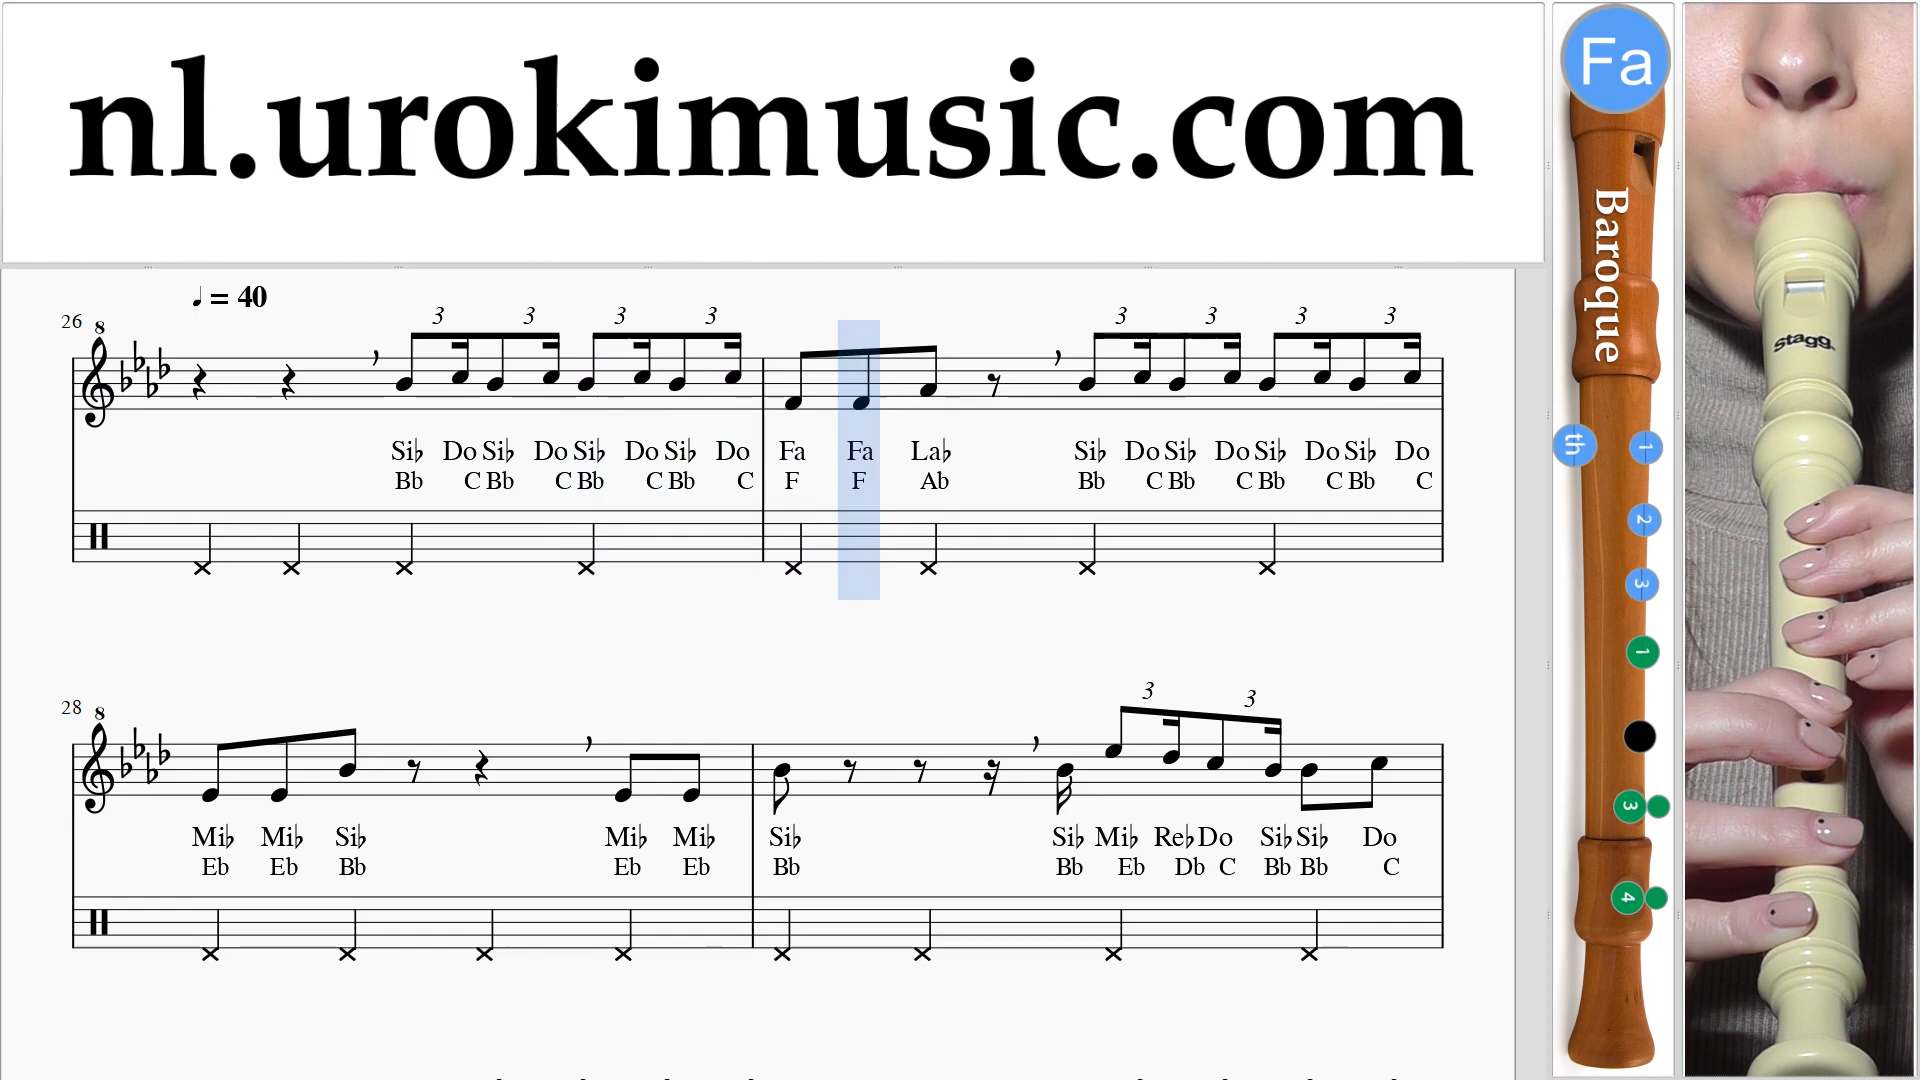 nl.urokimusic.com
♩ = 40
26
8
3 3 3 3 3 3 3 3
Si♭ Do Si♭ Do Si♭ Do Si♭ Do Fa Fa La♭ Si♭ Do Si♭ Do Si♭ Do Si♭ Do
Bb C Bb C Bb C Bb C F F Ab Bb C Bb C Bb C Bb C
28
8
3 3
Mi♭ Mi♭ Si♭ Mi♭ Mi♭ Si♭ Si♭ Mi♭ Re♭ Do Si♭ Si♭ Do
Eb Eb Bb Eb Eb Bb Bb Eb Db C Bb Bb C
Fa
Baroque
th
1
2
3
1
3
4
Stagg